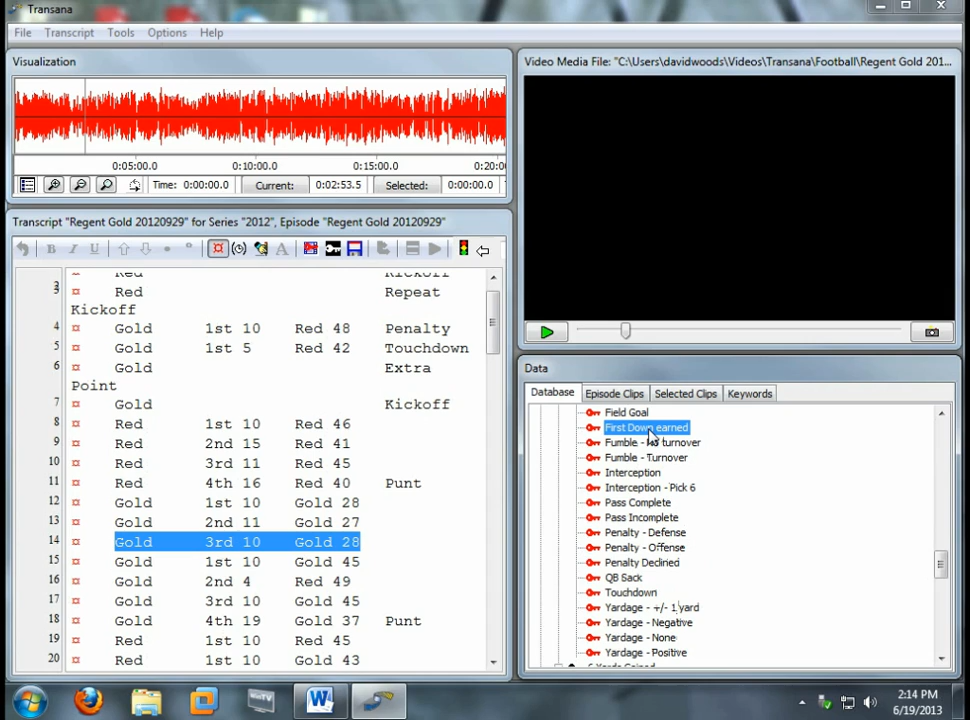 Transana
File Transcript Tools Options Help
Visualization
0:05:00.0 0:10:00.0 0:15:00.0 0:20:0
Time: 0:00:00.0 Current: 0:02:53.5 Selected: 0:00:00.0
Transcript "Regent Gold 20120929" for Series "2012", Episode "Regent Gold 20120929"
B I U A
Red Kickoff
3 Red Repeat
Kickoff
4 Gold 1st 10 Red 48 Penalty
5 Gold 1st 5 Red 42 Touchdown
6 Gold Extra
Point
7 Gold Kickoff
8 Gold 1st 10 Red 46
9 Gold 2nd 15 Red 41
10 Gold 3rd 11 Red 45
11 Gold 4th 16 Red 40 Punt
12 Gold 1st 10 Gold 28
13 Gold 2nd 11 Gold 27
14 Gold 3rd 10 Gold 28
15 Gold 1st 10 Gold 45
16 Gold 2nd 4 Red 49
17 Gold 3rd 10 Gold 45
18 Gold 4th 19 Gold 37 Punt
19 Red 1st 10 Red 45
20 Red 1st 10 Gold 43
Video Media File: "C:\Users\davidwoods\Videos\Transana\Football\Regent Gold 201...
Data
Database Episode Clips Selected Clips Keywords
Field Goal
First Down earned
Fumble - No turnover
Fumble - Turnover
Interception
Interception - Pick 6
Pass Complete
Pass Incomplete
Penalty - Defense
Penalty - Offense
Penalty Declined
QB Sack
Touchdown
Yardage - +/- 1 yard
Yardage - Negative
Yardage - None
Yardage - Positive
6 Yards Gained
WinTV
2:14 PM
6/19/2013